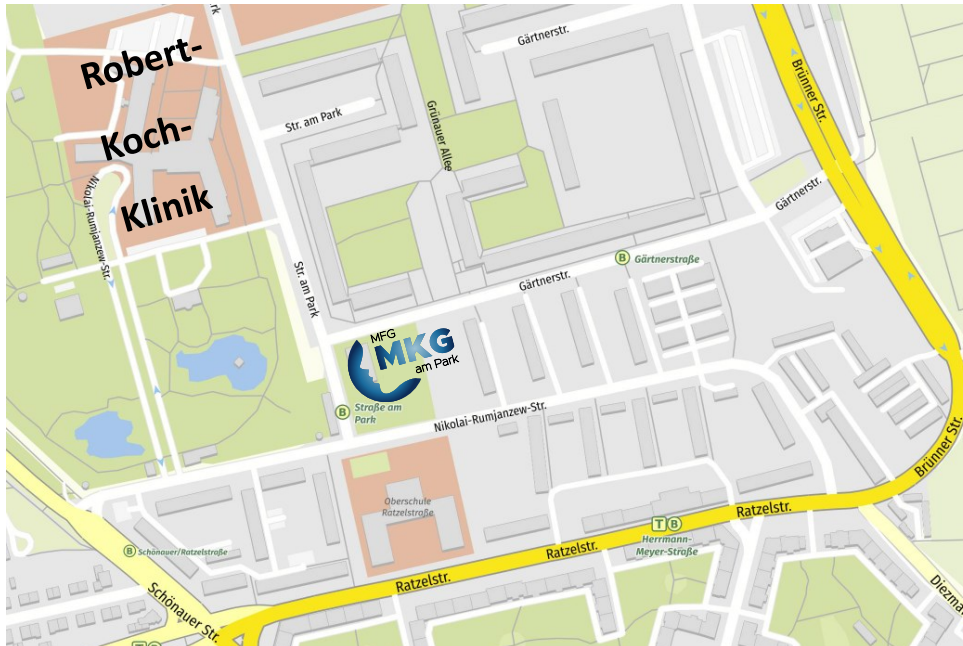 ark
Gärtnerstr.
Robert-
Koch-
Klinik
Str. am Park
Grünauer Allee
Brünner Str.
Nikolai-Rumjanzew-Str.
Gärtnerstr.
Str. am Park
B Gärtnerstraße
Gärtnerstr.
MFG
MKG
am Park
B Straße am
Park
Nikolai-Rumjanzew-Str.
Brünner Str.
Oberschule
Ratzelstraße
Ratzelstr.
T B
Herrmann-
Meyer-Straße
B Schönauer/Ratzelstraße
Ratzelstr.
Ratzelstr.
Schönauer Str.
Diezma
T B